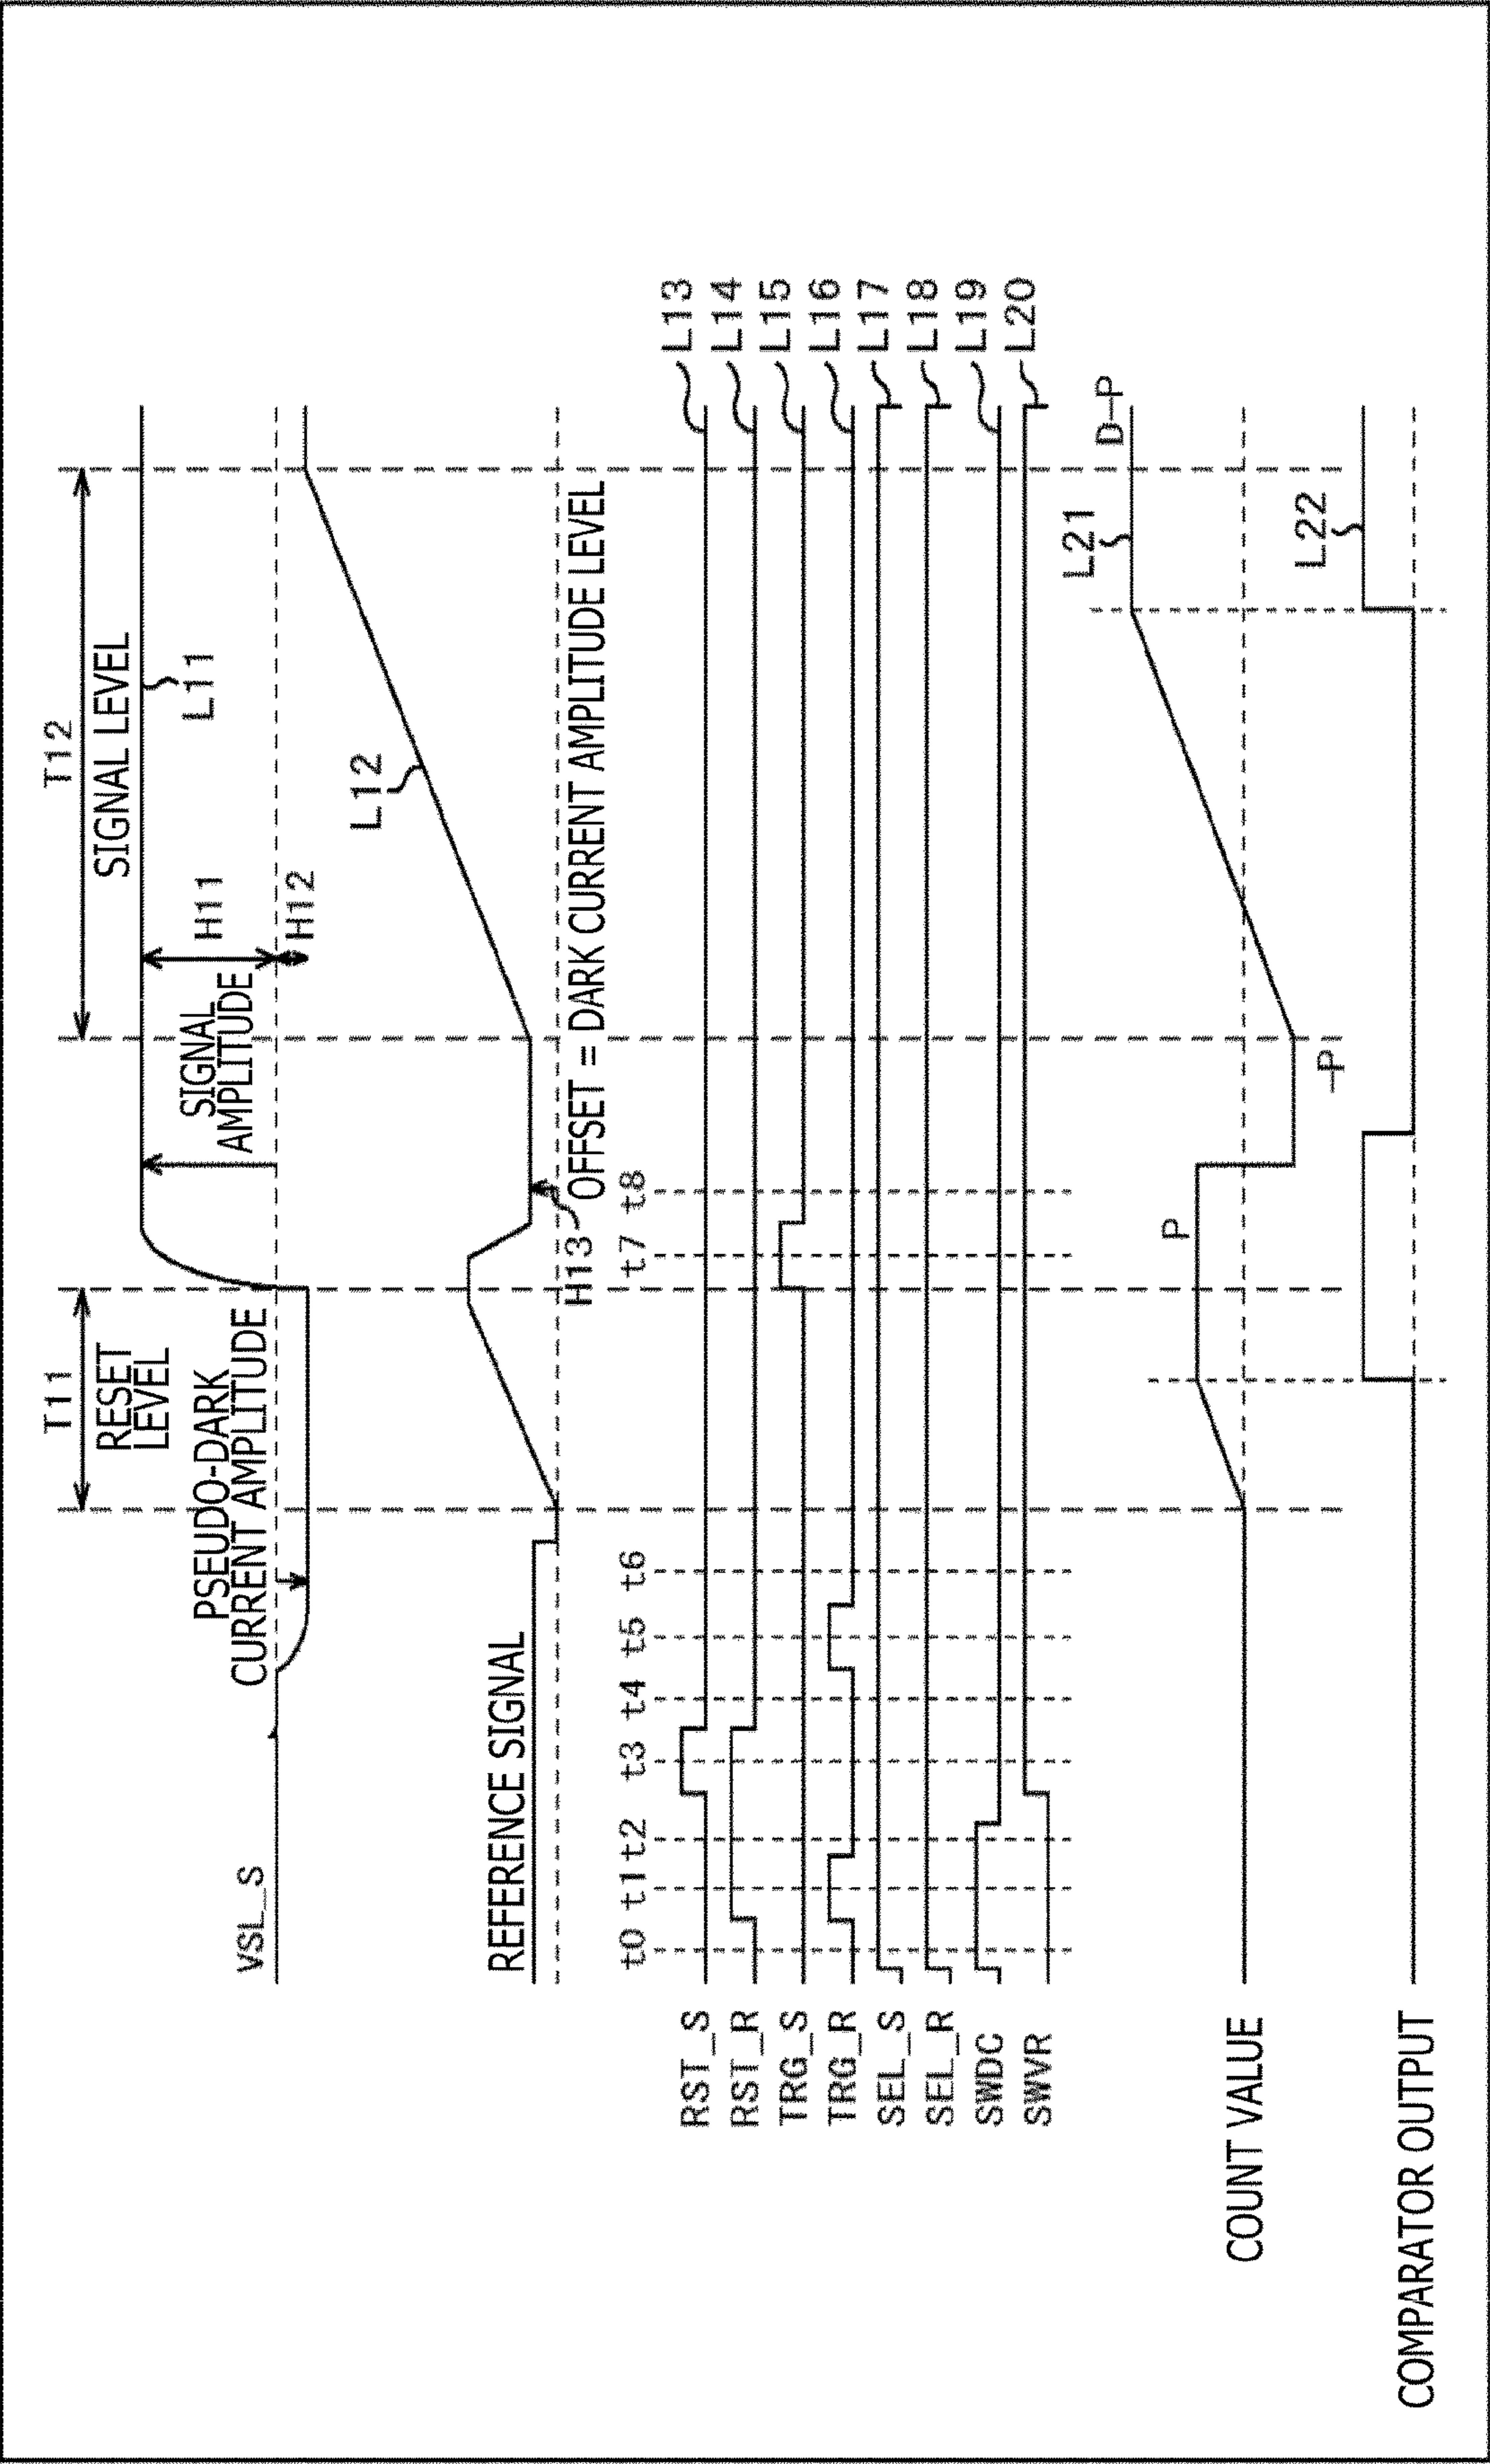 T11
T12
RESET
LEVEL
SIGNAL LEVEL
L11
PSEUDO-DARK
CURRENT AMPLITUDE
SIGNAL
AMPLITUDE
H11
H12
VSL_S
L12
REFERENCE SIGNAL
H13
OFFSET = DARK CURRENT AMPLITUDE LEVEL
t0 t1 t2 t3 t4 t5 t6 t7 t8
RST_S L13
RST_R L14
TRG_S L15
TRG_R L16
SEL_S L17
SEL_R L18
SWDC L19
SWVR L20
L21
D-P
P
COUNT VALUE
-P
L22
COMPARATOR OUTPUT